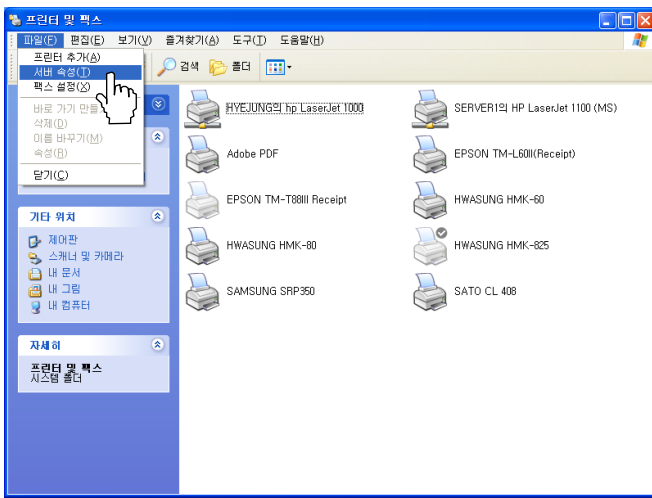 프린터 및 팩스
파일(F) 편집(E) 보기(V) 즐겨찾기(A) 도구(T) 도움말(H)
프린터 추가(A)
서버 속성(T)
팩스 설정(X)
바로 가기 만들
삭제(D)
이름 바꾸기(M)
속성(R)
닫기(C)
검색 폴더
HYEJUNG의 hp LaserJet 1000
SERVER1의 HP LaserJet 1100 (MS)
Adobe PDF
EPSON TM-L60II(Receipt)
EPSON TM-T88III Receipt
HWASUNG HMK-60
HWASUNG HMK-80
HWASUNG HMK-825
SAMSUNG SRP350
SATO CL 408
기타 위치
제어판
스캐너 및 카메라
내 문서
내 그림
내 컴퓨터
자세히
프린터 및 팩스
시스템 폴더